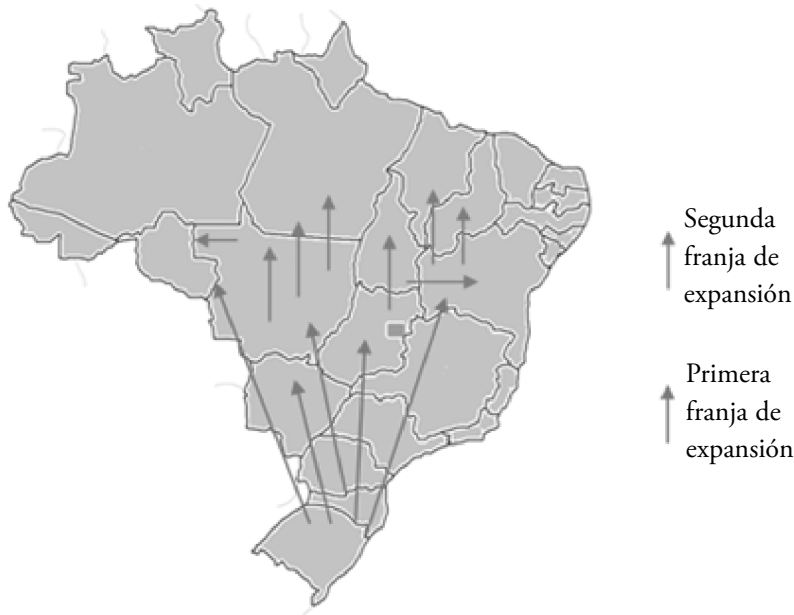 Segunda
franja de
expansión
Primera
franja de
expansión